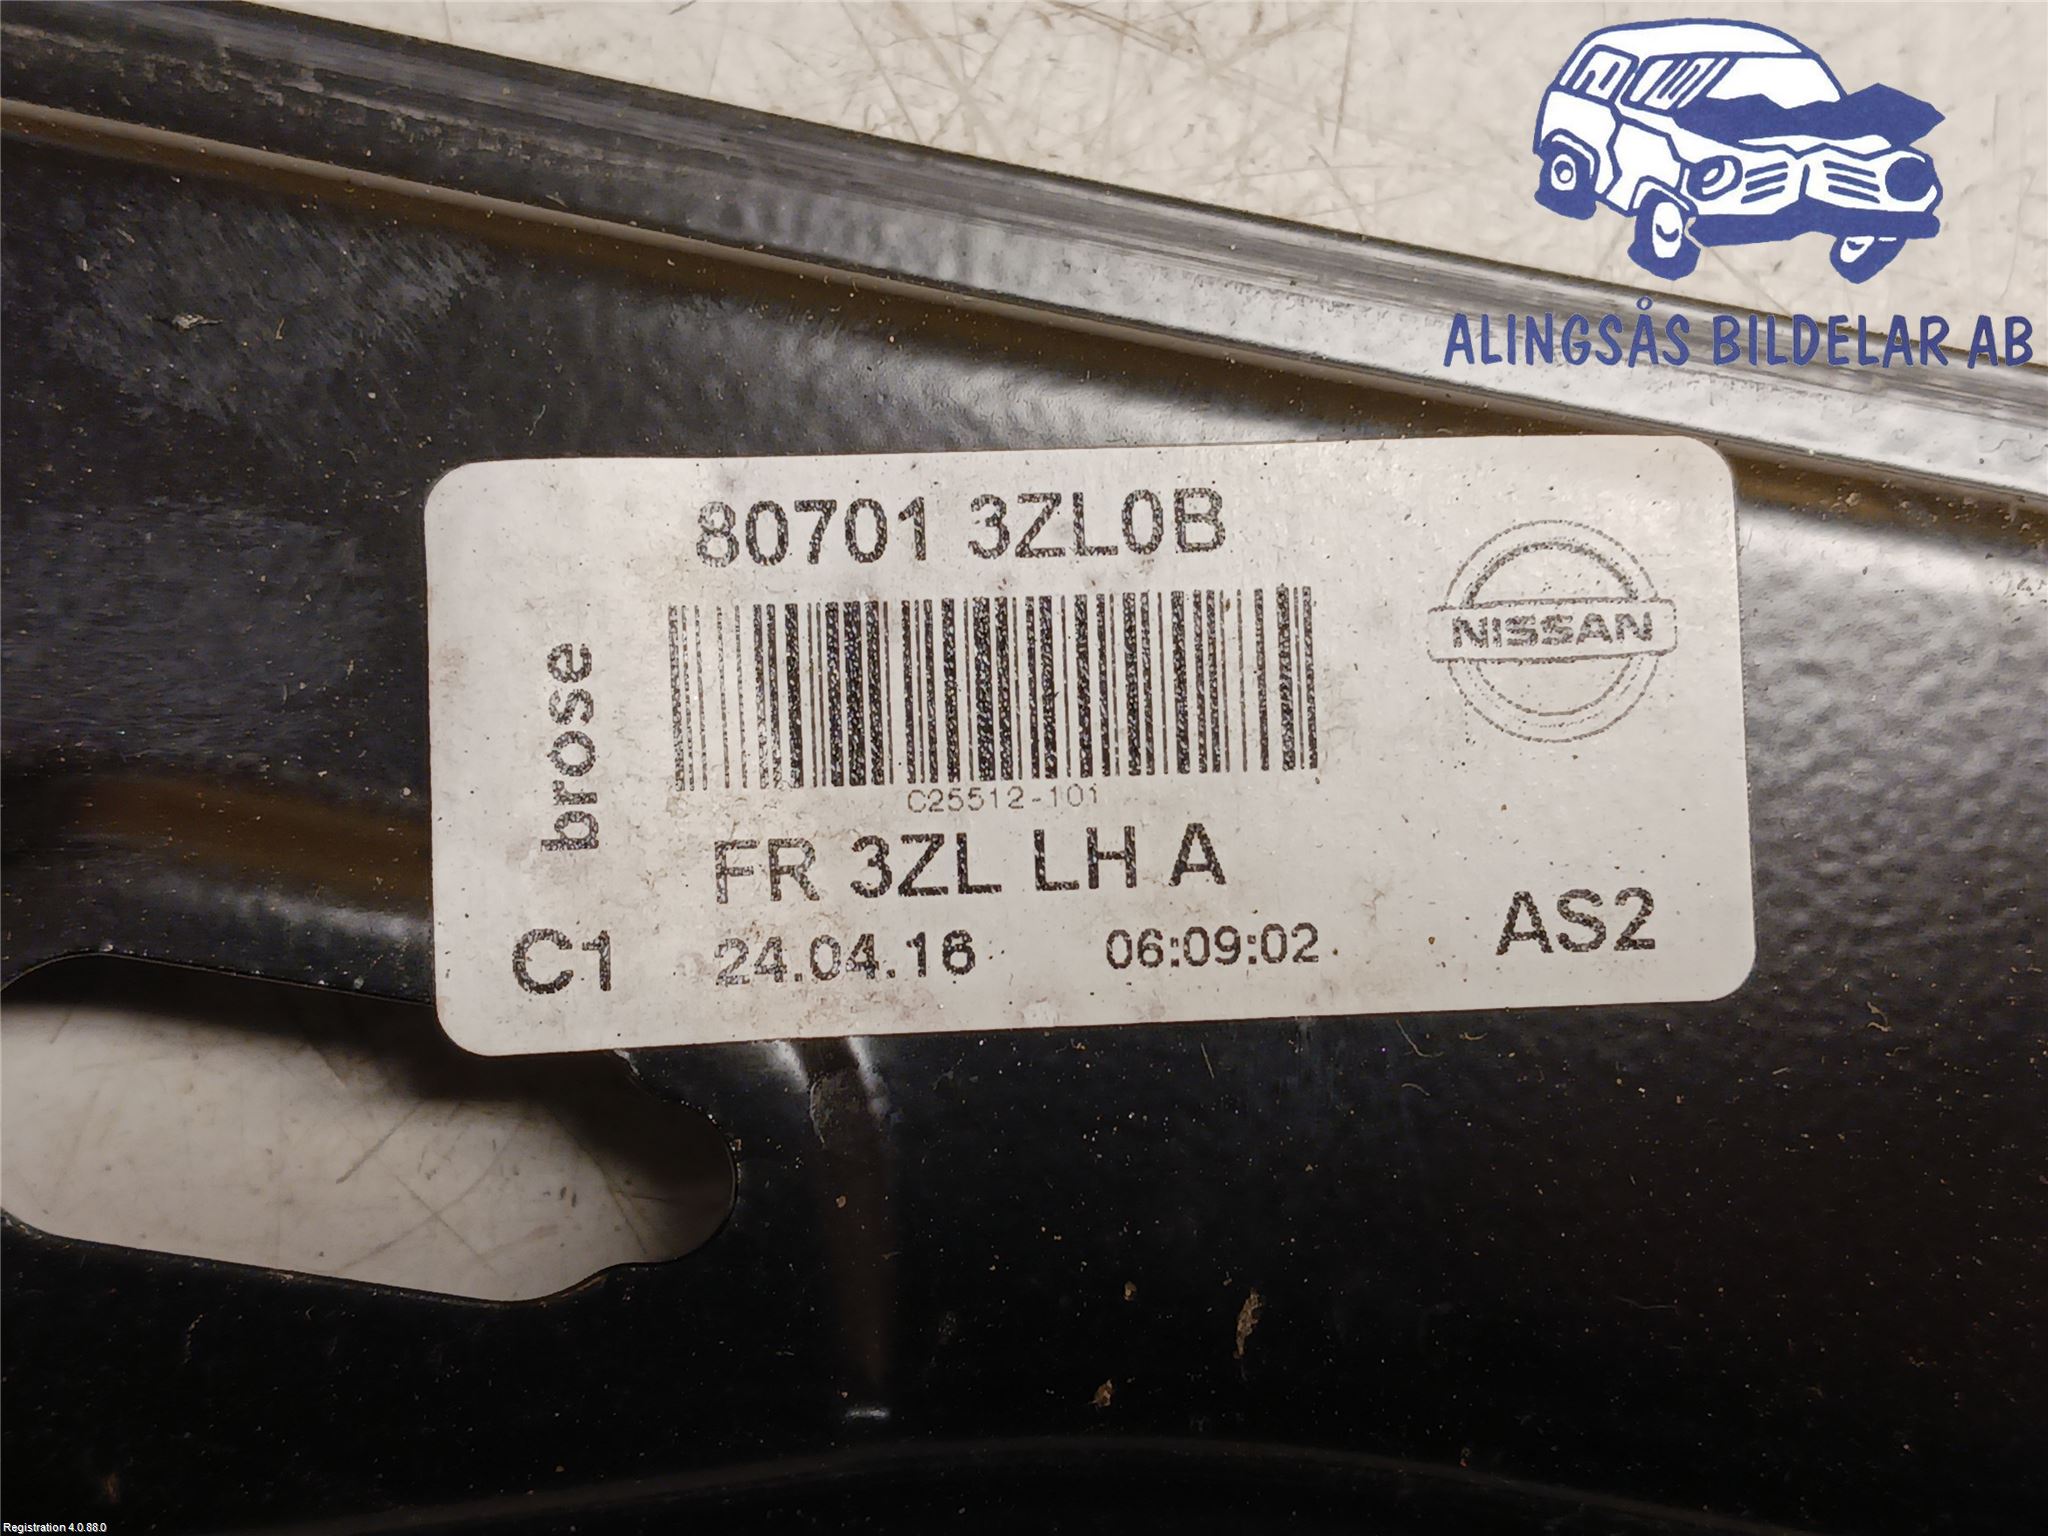 ALINGSÅS BILDELAR AB
80701 3ZL0B
brose
NISSAN
C25512-101
FR 3ZL LH A
C1 24.04.16 06:09:02 AS2
Registration 4.0.88.0